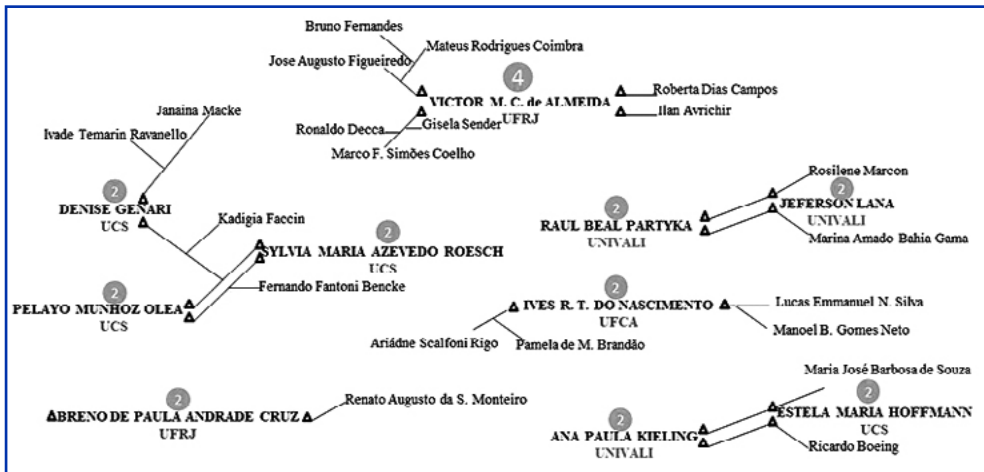 Bruno Fernandes
Mateus Rodrigues Coimbra
Jose Augusto Figueiredo
4
VICTOR M. C. de ALMEIDA
UFRJ
Roberta Dias Campos
Ilan Avrichir
Ronaldo Decca
Gisela Sender
Marco F. Simões Coelho
Janaina Macke
Ivade Temarin Ravanello
2
DENISE GENARI
UCS
Kadigia Faccin
2
SYLVIA MARIA AZEVEDO ROESCH
UCS
Fernando Fantoni Bencke
2
PELAYO MUNHOZ OLEA
UCS
Rosilene Marcon
2
JEFERSON LANA
UNIVALI
2
RAUL BEAL PARTYKA
UNIVALI
Marina Amado Bahia Gama
2
IVES R. T. DO NASCIMENTO
UFCA
Lucas Emmanuel N. Silva
Manoel B. Gomes Neto
Ariádne Scalfoni Rigo
Pamela de M. Brandão
2
BRENO DE PAULA ANDRADE CRUZ
UFRJ
Renato Augusto da S. Monteiro
Maria José Barbosa de Souza
2
ESTELA MARIA HOFFMANN
UCS
2
ANA PAULA KIELING
UNIVALI
Ricardo Boeing